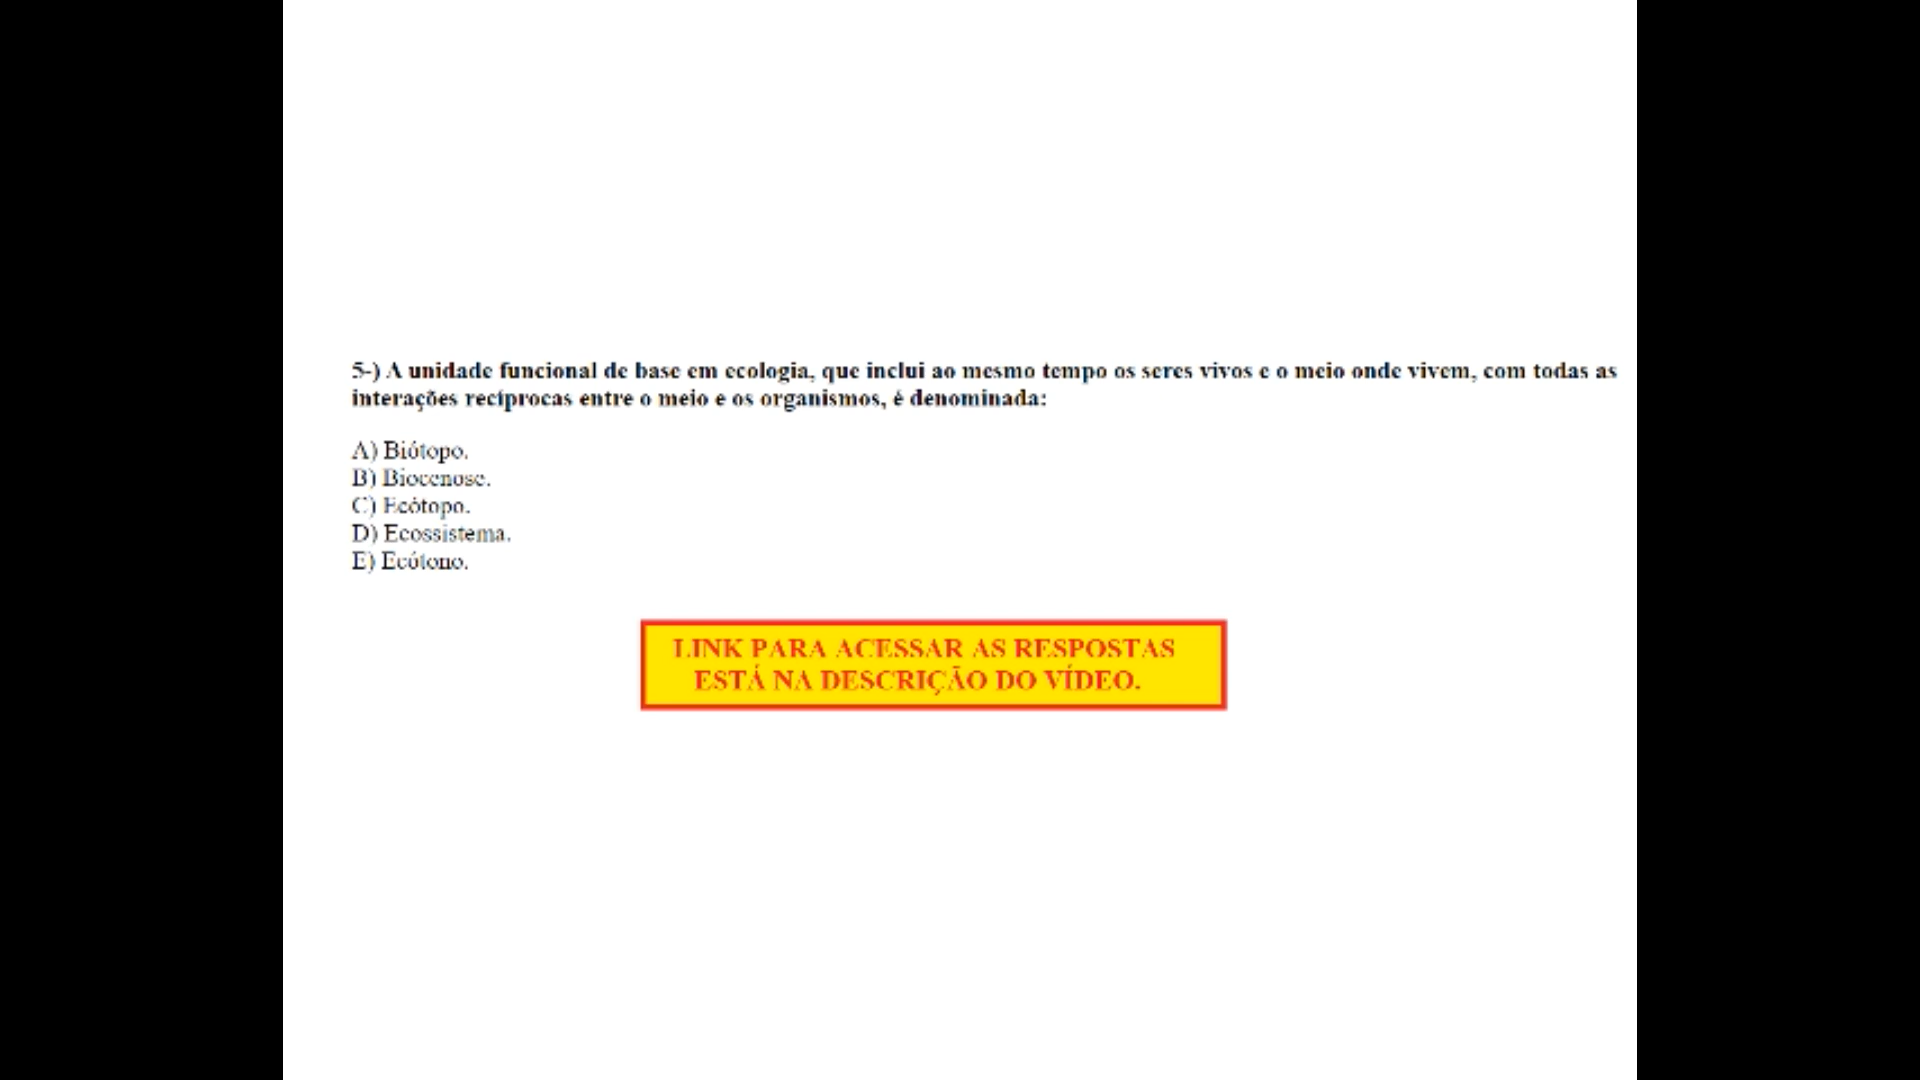 5-) A unidade funcional de base em ecologia, que inclui ao mesmo tempo os seres vivos e o meio onde vivem, com todas as
interações recíprocas entre o meio e os organismos, é denominada:
A) Biótopo.
B) Biocenose.
C) Ecótopo.
D) Ecossistema.
E) Ecótono.
LINK PARA ACESSAR AS RESPOSTAS
ESTÁ NA DESCRIÇÃO DO VÍDEO.